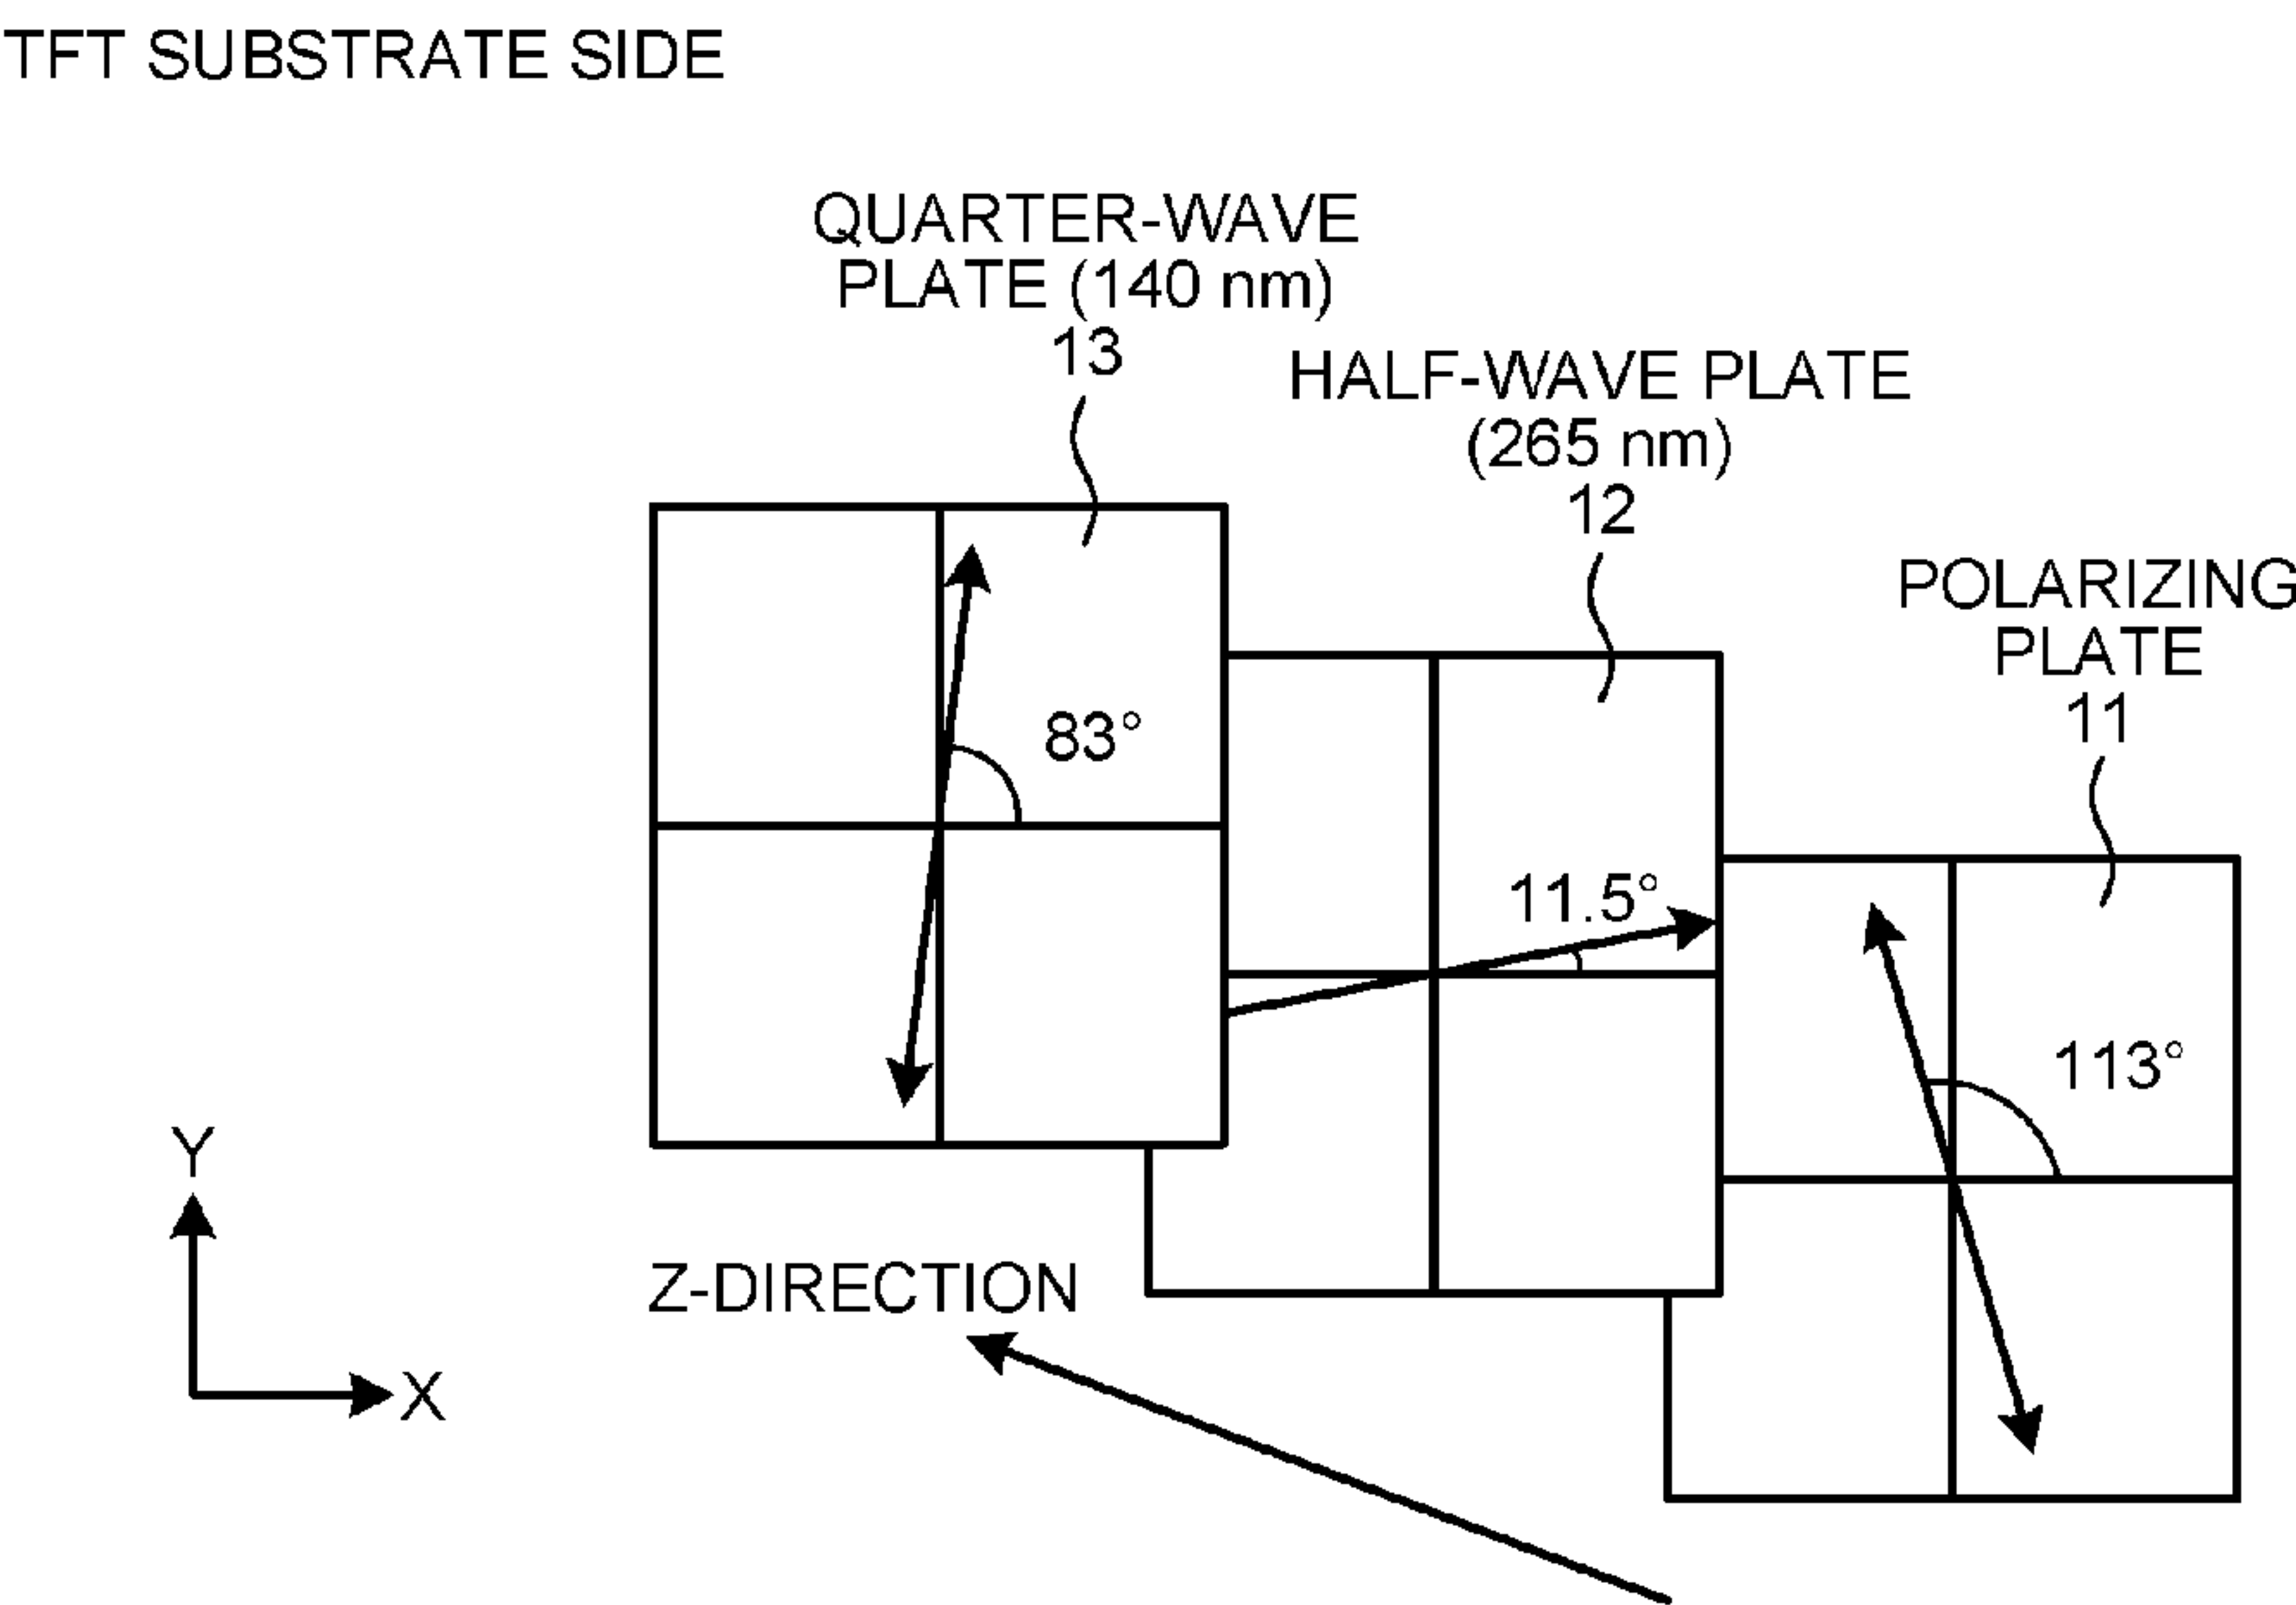 TFT SUBSTRATE SIDE
QUARTER-WAVE
PLATE (140 nm)
13
HALF-WAVE PLATE
(265 nm)
12
POLARIZING
PLATE
11
83°
11.5°
113°
Y
X
Z-DIRECTION